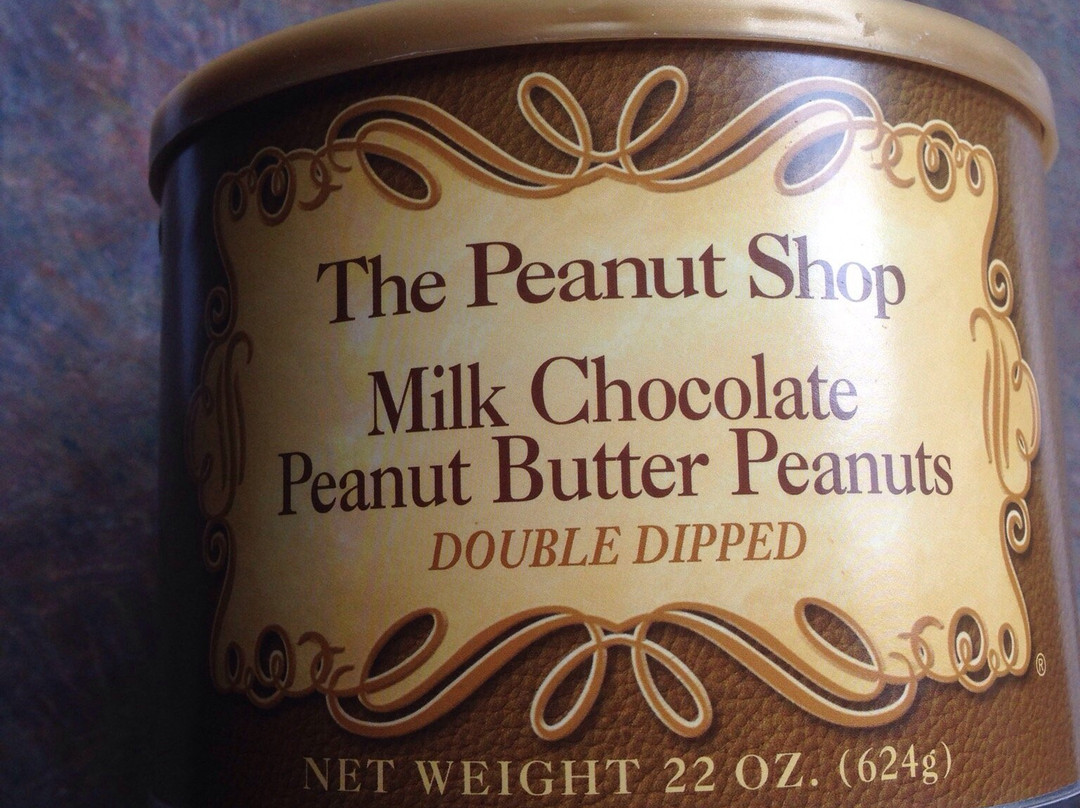 The Peanut Shop
Milk Chocolate
Peanut Butter Peanuts
DOUBLE DIPPED
®
NET WEIGHT 22 OZ. (624g)